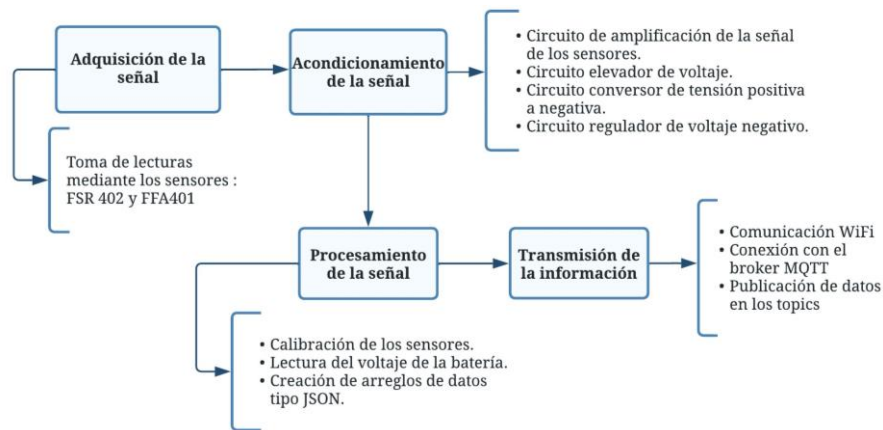 Adquisición de la
señal
Acondicionamiento
de la señal
• Circuito de amplificación de la señal
de los sensores.
• Circuito elevador de voltaje.
• Circuito conversor de tensión positiva
a negativa.
• Circuito regulador de voltaje negativo.
Toma de lecturas
mediante los sensores :
FSR 402 y FFA401
Procesamiento
de la señal
Transmisión de
la información
• Comunicación WiFi
• Conexión con el
broker MQTT
• Publicación de datos
en los topics
• Calibración de los sensores.
• Lectura del voltaje de la batería.
• Creación de arreglos de datos
tipo JSON.